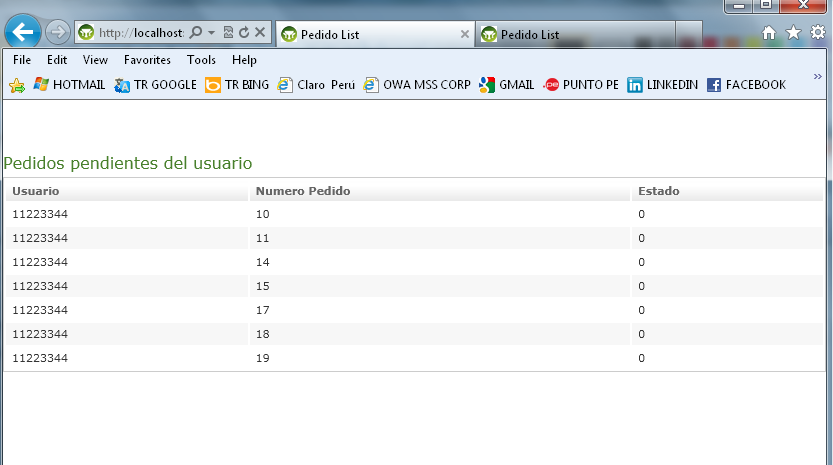 http://localhost: Pedido List Pedido List
File Edit View Favorites Tools Help
HOTMAIL TR GOOGLE TR BING Claro Perú OWA MSS CORP GMAIL PUNTO PE LINKEDIN FACEBOOK
Pedidos pendientes del usuario
Usuario Numero Pedido Estado
11223344 10 0
11223344 11 0
11223344 14 0
11223344 15 0
11223344 17 0
11223344 18 0
11223344 19 0